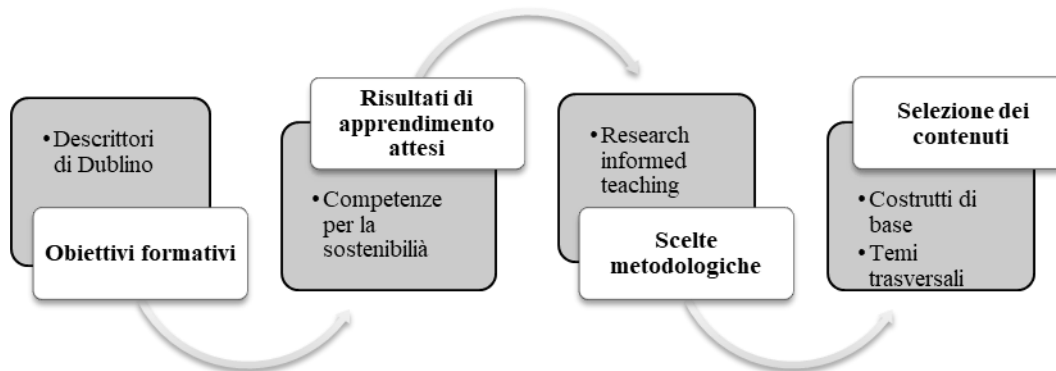 •Descrittori
di Dublino
Obiettivi formativi
Risultati di
apprendimento
attesi
•Competenze
per la
sostenibilià
•Research
informed
teaching
Scelte
metodologiche
Selezione dei
contenuti
•Costrutti di
base
•Temi
trasversali